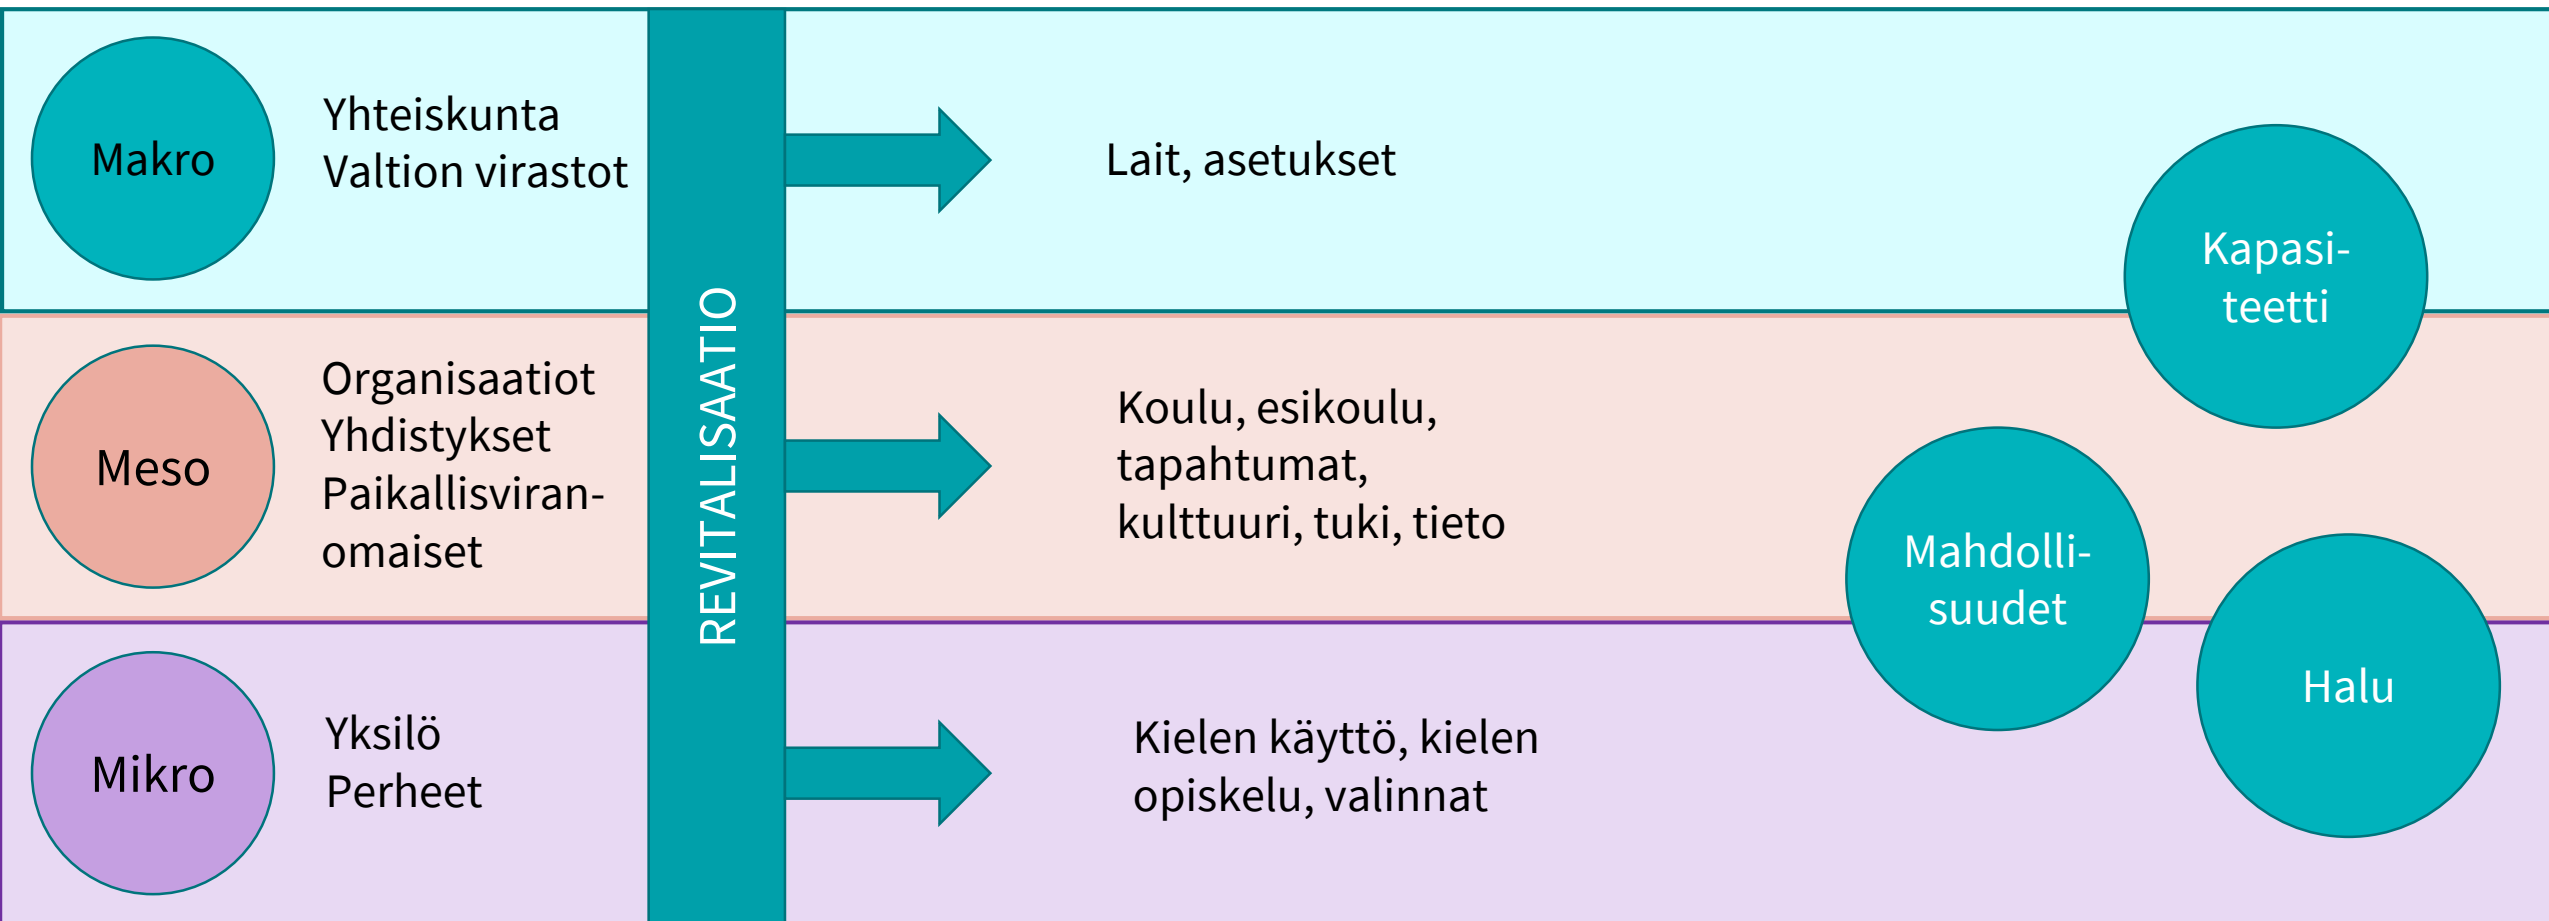 Makro
Yhteiskunta
Valtion virastot
Lait, asetukset
Kapasi-
teetti
REVITALISAATIO
Meso
Organisaatiot
Yhdistykset
Paikallisviran-
omaiset
Koulu, esikoulu,
tapahtumat,
kulttuuri, tuki, tieto
Mahdolli-
suudet
Halu
Mikro
Yksilö
Perheet
Kielen käyttö, kielen
opiskelu, valinnat